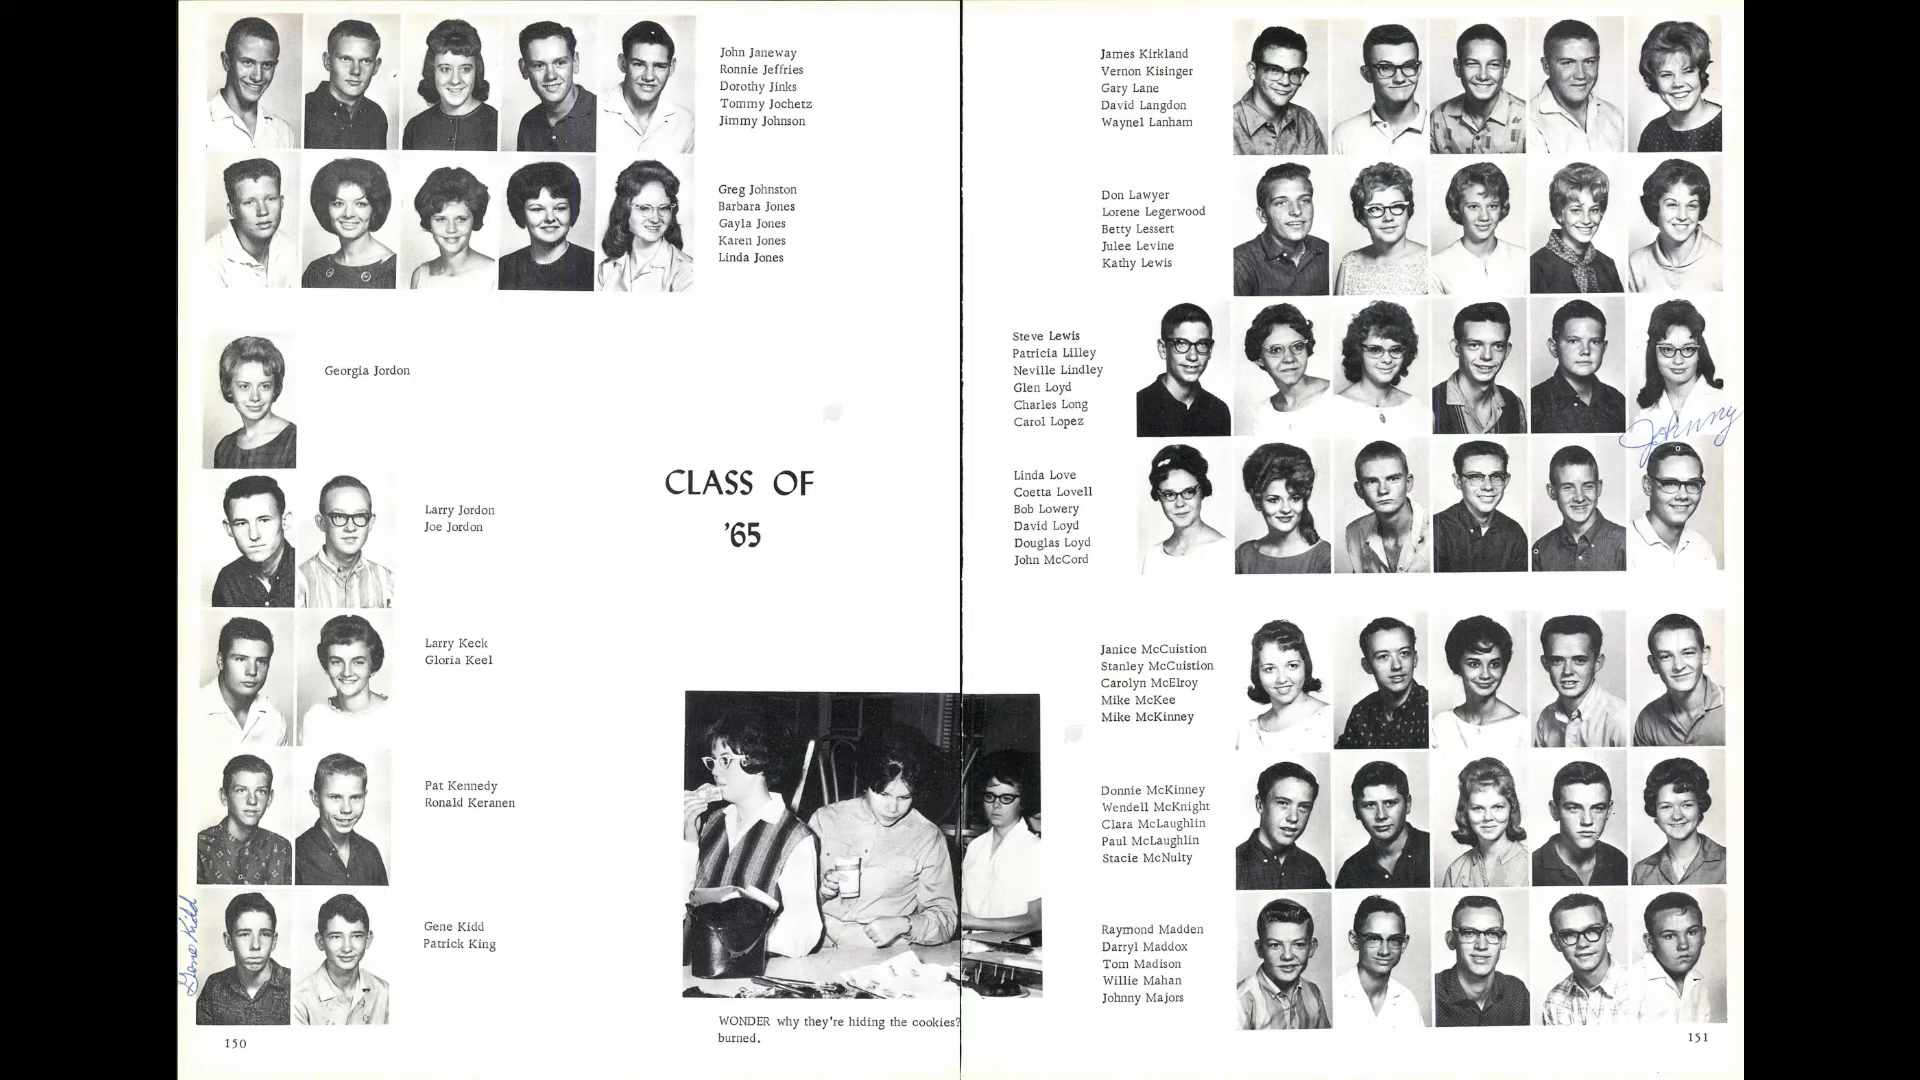 John Janeway
Ronnie Jeffries
Dorothy Jinks
Tommy Jochetz
Jimmy Johnson
Greg Johnston
Barbara Jones
Gayla Jones
Karen Jones
Linda Jones
Georgia Jordon
Larry Jordon
Joe Jordon
CLASS OF
'65
Larry Keck
Gloria Keel
Pat Kennedy
Ronald Keranen
Gene Kidd
Gene Kidd
Patrick King
WONDER why they're hiding the cookies?
burned.
150
James Kirkland
Vernon Kisinger
Gary Lane
David Langdon
Waynel Lanham
Don Lawyer
Lorene Legerwood
Betty Lessert
Julee Levine
Kathy Lewis
Steve Lewis
Patricia Lilley
Neville Lindley
Glen Loyd
Charles Long
Carol Lopez
Johnny
Linda Love
Coetta Lovell
Bob Lowery
David Loyd
Douglas Loyd
John McCord
Janice McCuistion
Stanley McCuistion
Carolyn McElroy
Mike McKee
Mike McKinney
Donnie McKinney
Wendell McKnight
Clara McLaughlin
Paul McLaughlin
Stacie McNulty
Raymond Madden
Darryl Maddox
Tom Madison
Willie Mahan
Johnny Majors
151